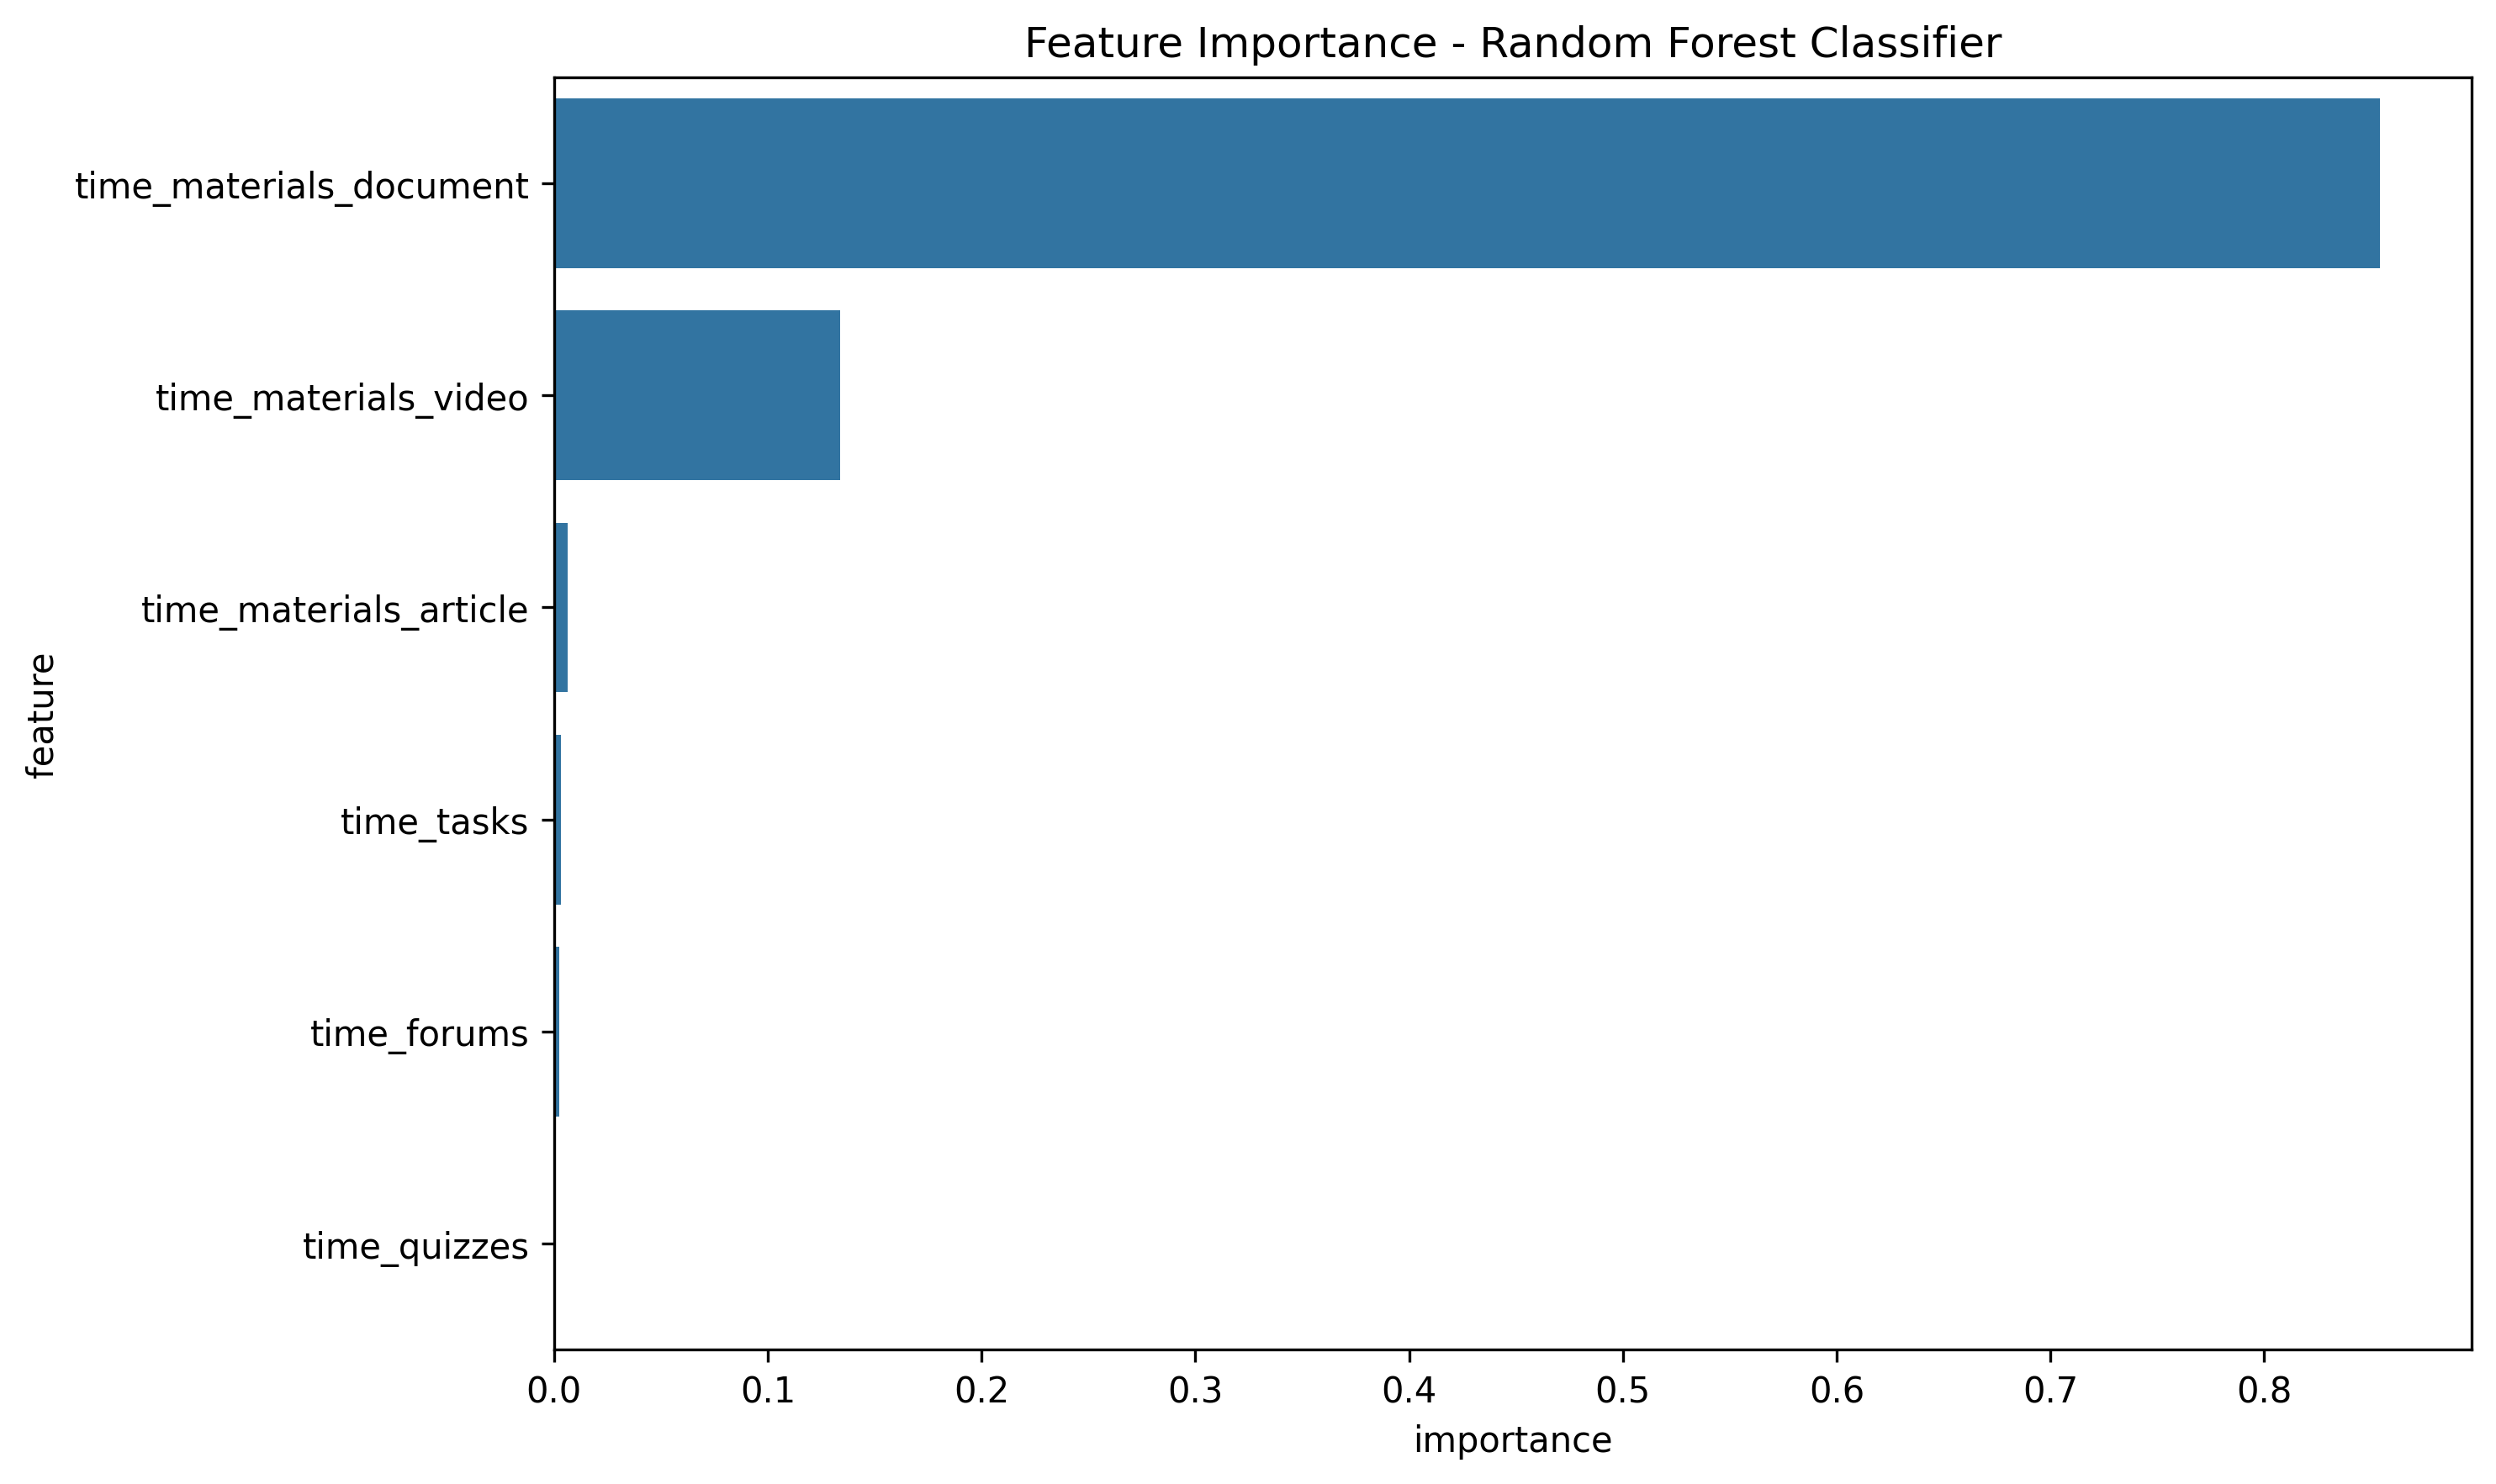 Feature Importance - Random Forest Classifier
time_materials_document
time_materials_video
time_materials_article
time_tasks
time_forums
time_quizzes
feature
0.0 0.1 0.2 0.3 0.4 0.5 0.6 0.7 0.8
importance